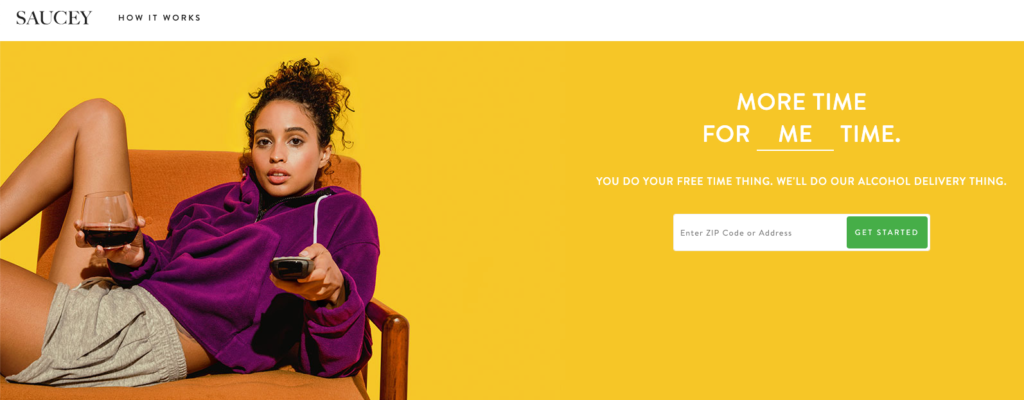 SAUCEY
HOW IT WORKS
MORE TIME
FOR ME TIME.
YOU DO YOUR FREE TIME THING. WE'LL DO OUR ALCOHOL DELIVERY THING.
Enter ZIP Code or Address
GET STARTED